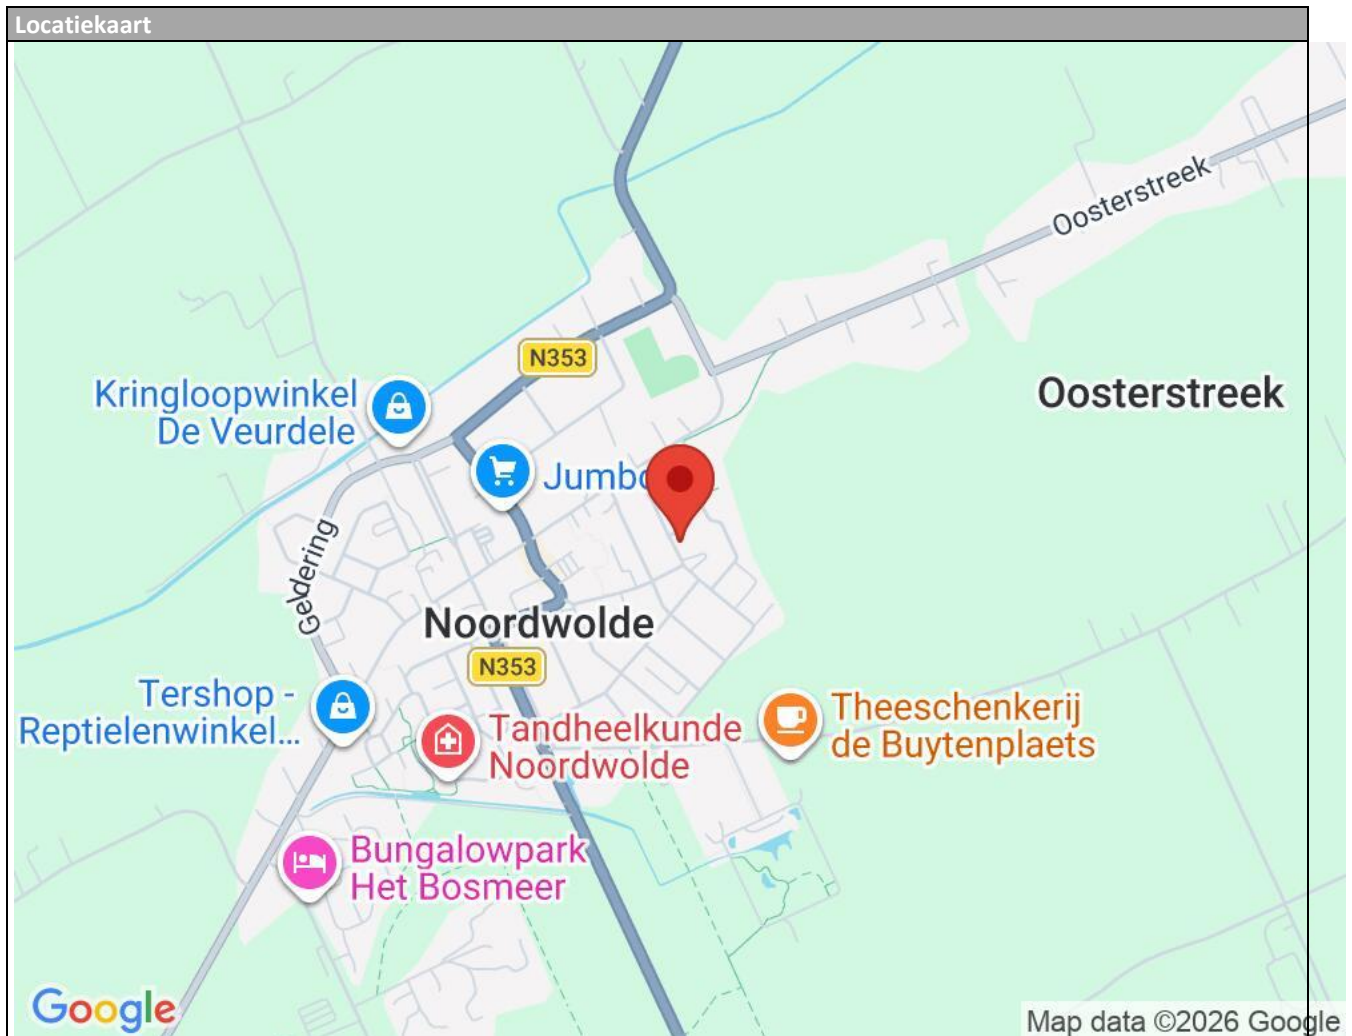 Locatiekaart
Oosterstreek
N353
Kringloopwinkel
De Veurdele
Oosterstreek
Jumbo
Geldering
Noordwolde
N353
Tershop -
Reptielenwinkel...
Theeschenkerij
de Buytenplaets
Tandheelkunde
Noordwolde
Bungalowpark
Het Bosmeer
Google
Map data ©2026 Google